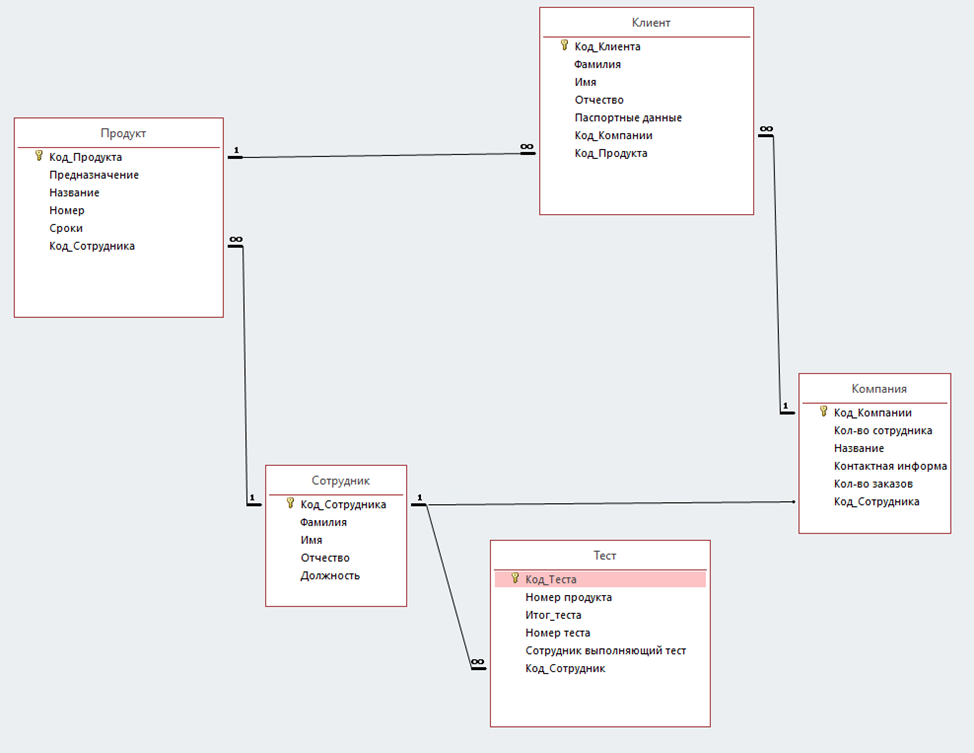 Клиент
Код_Клиента
Фамилия
Имя
Отчество
Паспортные данные
Код_Компании
Код_Продукта
Продукт
Код_Продукта
Предназначение
Название
Номер
Сроки
Код_Сотрудника
1
∞
∞
1
∞
1
Компания
Код_Компании
Кол-во сотрудника
Название
Контактная информа
Кол-во заказов
Код_Сотрудника
Сотрудник
Код_Сотрудника
Фамилия
Имя
Отчество
Должность
1
∞
Тест
Код_Теста
Номер продукта
Итог_теста
Номер теста
Сотрудник выполняющий тест
Код_Сотрудник